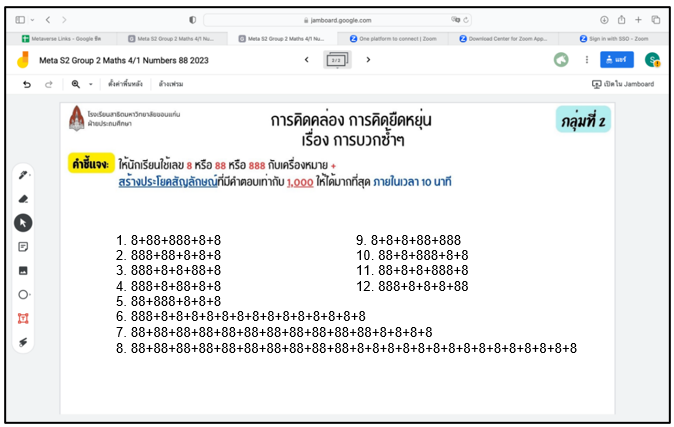 jamboard.google.com
Metaverse Links - Google ชีต
Meta S2 Group 2 Maths 4/1 Nu...
Meta S2 Group 2 Maths 4/1 Nu...
One platform to connect | Zoom
Download Center for Zoom App...
Sign in with SSO - Zoom
Meta S2 Group 2 Maths 4/1 Numbers 88 2023
3/3
แชร์
ตั้งค่าพื้นหลัง
ล้างเฟรม
เปิดใน Jamboard
โรงเรียนสาธิตมหาวิทยาลัยขอนแก่น
ฝ่ายประถมศึกษา
การคิดคล่อง การคิดยืดหยุ่น
เรื่อง การบวกซ้ำๆ
กลุ่มที่ 2
คำชี้แจง: ให้นักเรียนใช้เลข 8 หรือ 88 หรือ 888 กับเครื่องหมาย +
สร้างประโยคสัญลักษณ์ที่มีคำตอบเท่ากับ 1,000 ให้ได้มากที่สุด ภายในเวลา 10 นาที
1. 8+88+888+8+8
2. 888+88+8+8+8
3. 888+8+8+88+8
4. 888+8+88+8+8
5. 88+888+8+8+8
6. 888+8+8+8+8+8+8+8+8+8+8+8+8+8+8
7. 88+88+88+88+88+88+88+88+88+88+88+8+8+8+8
8. 88+88+88+88+88+88+88+88+88+88+8+8+8+8+8+8+8+8+8+8+8+8+8+8+8
9. 8+8+8+88+888
10. 88+8+888+8+8
11. 88+8+8+888+8
12. 888+8+8+8+88